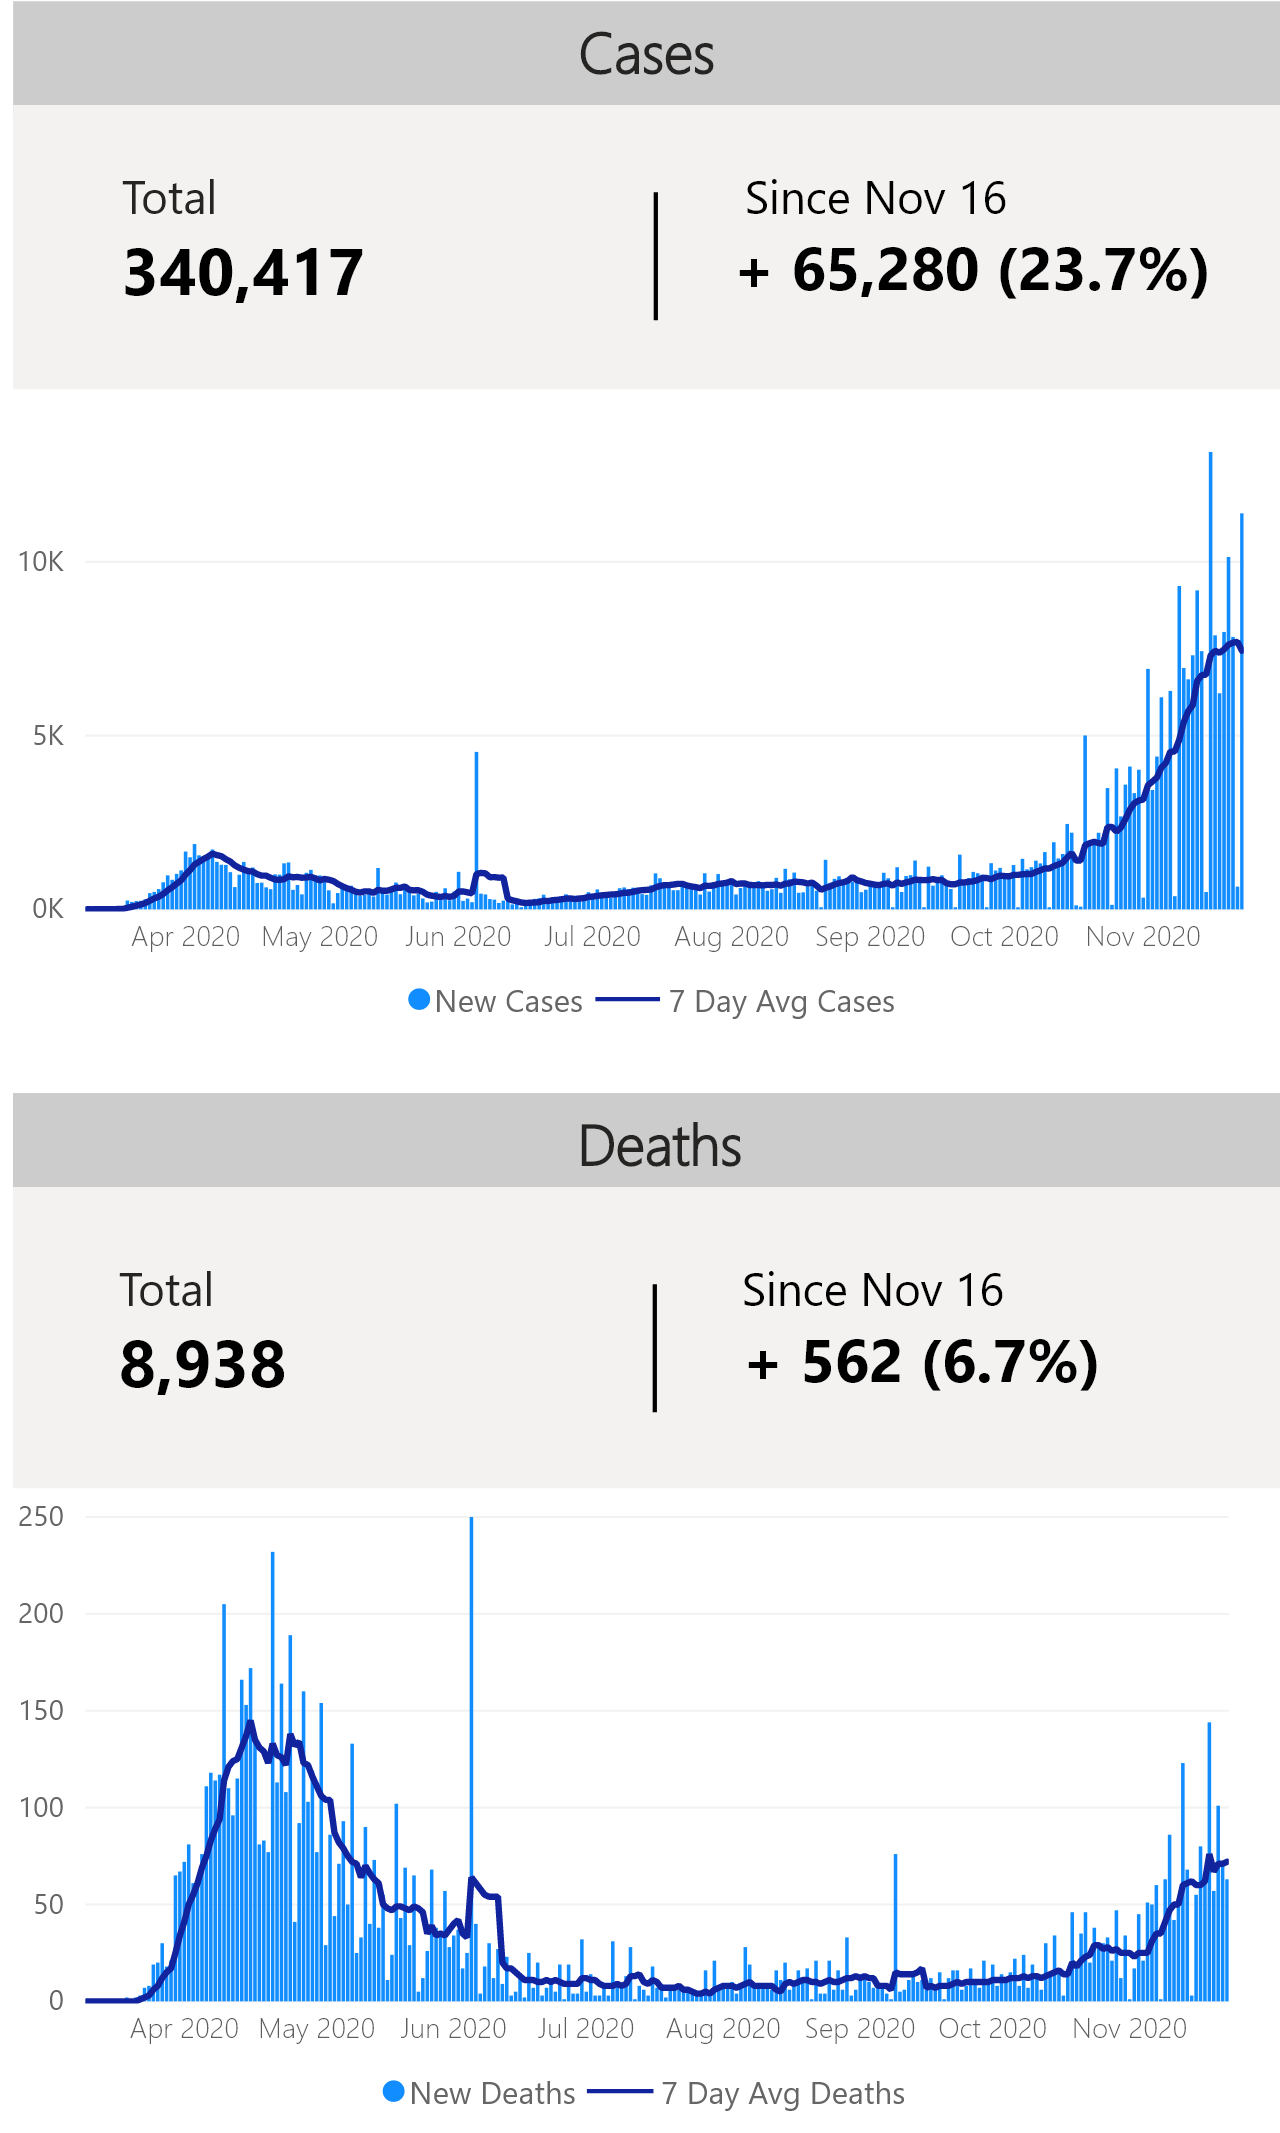 Cases
Total
Since Nov 16
340,417
+ 65,280 (23.7%)
10K
5K
0K
Apr 2020 May 2020 Jun 2020 Jul 2020 Aug 2020 Sep 2020 Oct 2020 Nov 2020
New Cases 7 Day Avg Cases
Deaths
Total
Since Nov 16
8,938
+ 562 (6.7%)
250
200
150
100
50
0
Apr 2020 May 2020 Jun 2020 Jul 2020 Aug 2020 Sep 2020 Oct 2020 Nov 2020
New Deaths 7 Day Avg Deaths